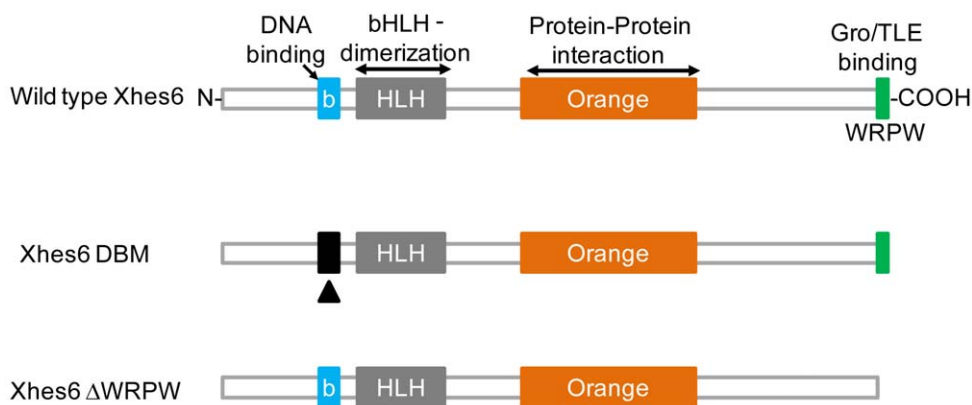 DNA
binding
bHLH -
dimerization
Protein-Protein
interaction
Gro/TLE
binding
Wild type Xhes6 N- b HLH Orange -COOH
WRPW
Xhes6 DBM HLH Orange
Xhes6 ΔWRPW b HLH Orange